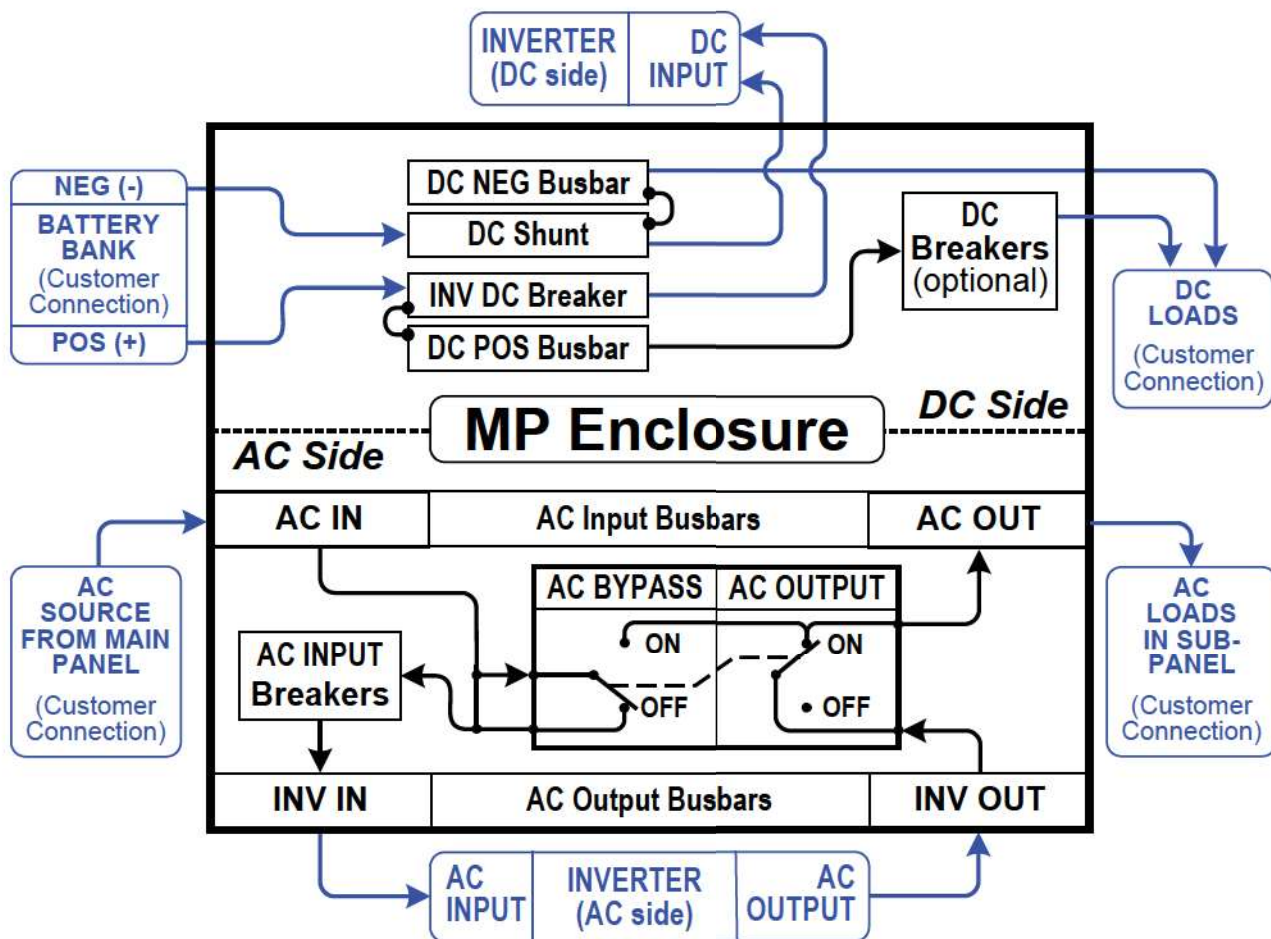 INVERTER
(DC side)
DC
INPUT
NEG (-)
BATTERY
BANK
(Customer
Connection)
POS (+)
DC NEG Busbar
DC Shunt
INV DC Breaker
DC POS Busbar
DC
Breakers
(optional)
DC
LOADS
(Customer
Connection)
MP Enclosure
DC Side
AC Side
AC IN
AC Input Busbars
AC OUT
AC
SOURCE
FROM MAIN
PANEL
(Customer
Connection)
AC INPUT
Breakers
AC BYPASS
AC OUTPUT
ON
OFF
ON
OFF
AC
LOADS
IN SUB-
PANEL
(Customer
Connection)
INV IN
AC Output Busbars
INV OUT
AC
INPUT
INVERTER
(AC side)
AC
OUTPUT